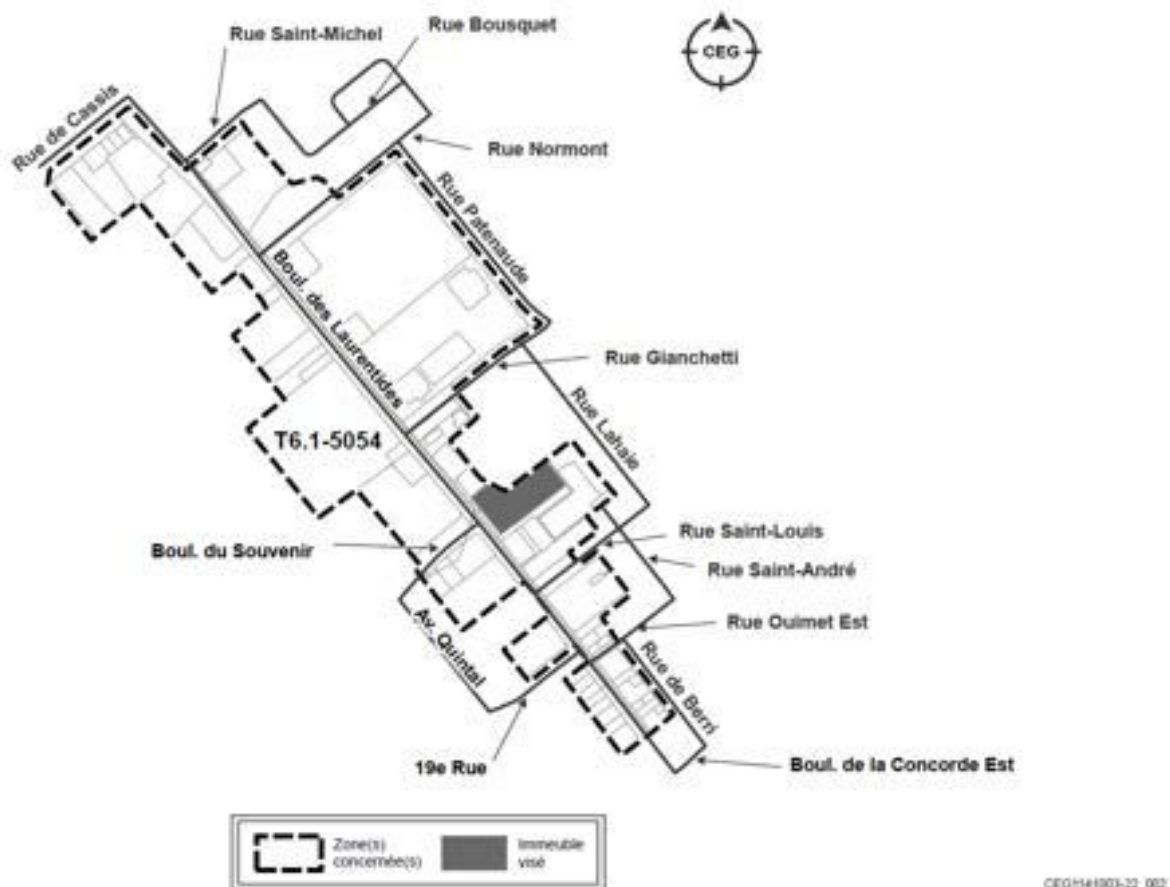 Rue Saint-Michel
Rue Bousquet
CEG
Rue de Cassis
Rue Normont
Rue Patenaude
Boul. des Laurentides
Rue Gianchetti
Rue Lahaie
T6.1-5054
Boul. du Souvenir
Rue Saint-Louis
Rue Saint-André
Av. Quintal
Rue Ouimet Est
Rue de Berri
19e Rue
Boul. de la Concorde Est
Zone(s)
concernée(s)
Immeuble
visé